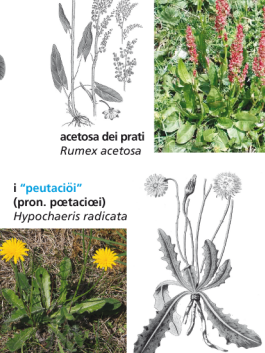 acetosa dei prati
Rumex acetosa
i “peutaciöi”
(pron. pœtaciœi)
Hypochaeris radicata